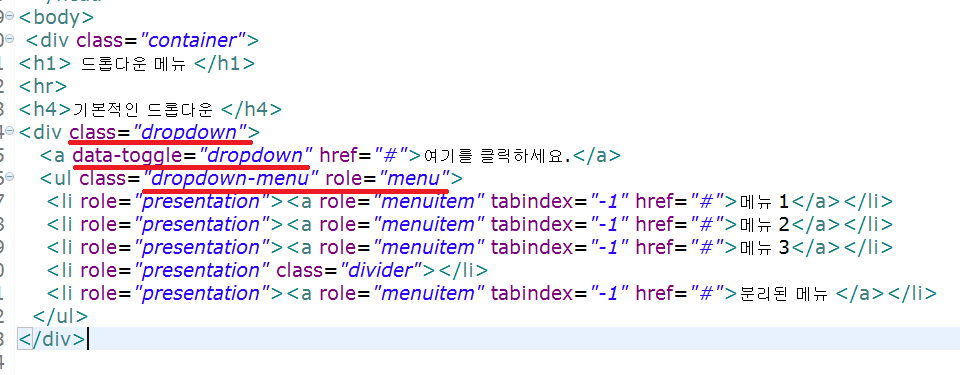 </head>
<body>
<div class="container">
<h1> 드롭다운 메뉴 </h1>
<hr>
<h4>기본적인 드롭다운 </h4>
<div class="dropdown">
<a data-toggle="dropdown" href="#">여기를 클릭하세요.</a>
<ul class="dropdown-menu" role="menu">
<li role="presentation"><a role="menuitem" tabindex="-1" href="#">메뉴 1</a></li>
<li role="presentation"><a role="menuitem" tabindex="-1" href="#">메뉴 2</a></li>
<li role="presentation"><a role="menuitem" tabindex="-1" href="#">메뉴 3</a></li>
<li role="presentation" class="divider"></li>
<li role="presentation"><a role="menuitem" tabindex="-1" href="#">분리된 메뉴 </a></li>
</ul>
</div>